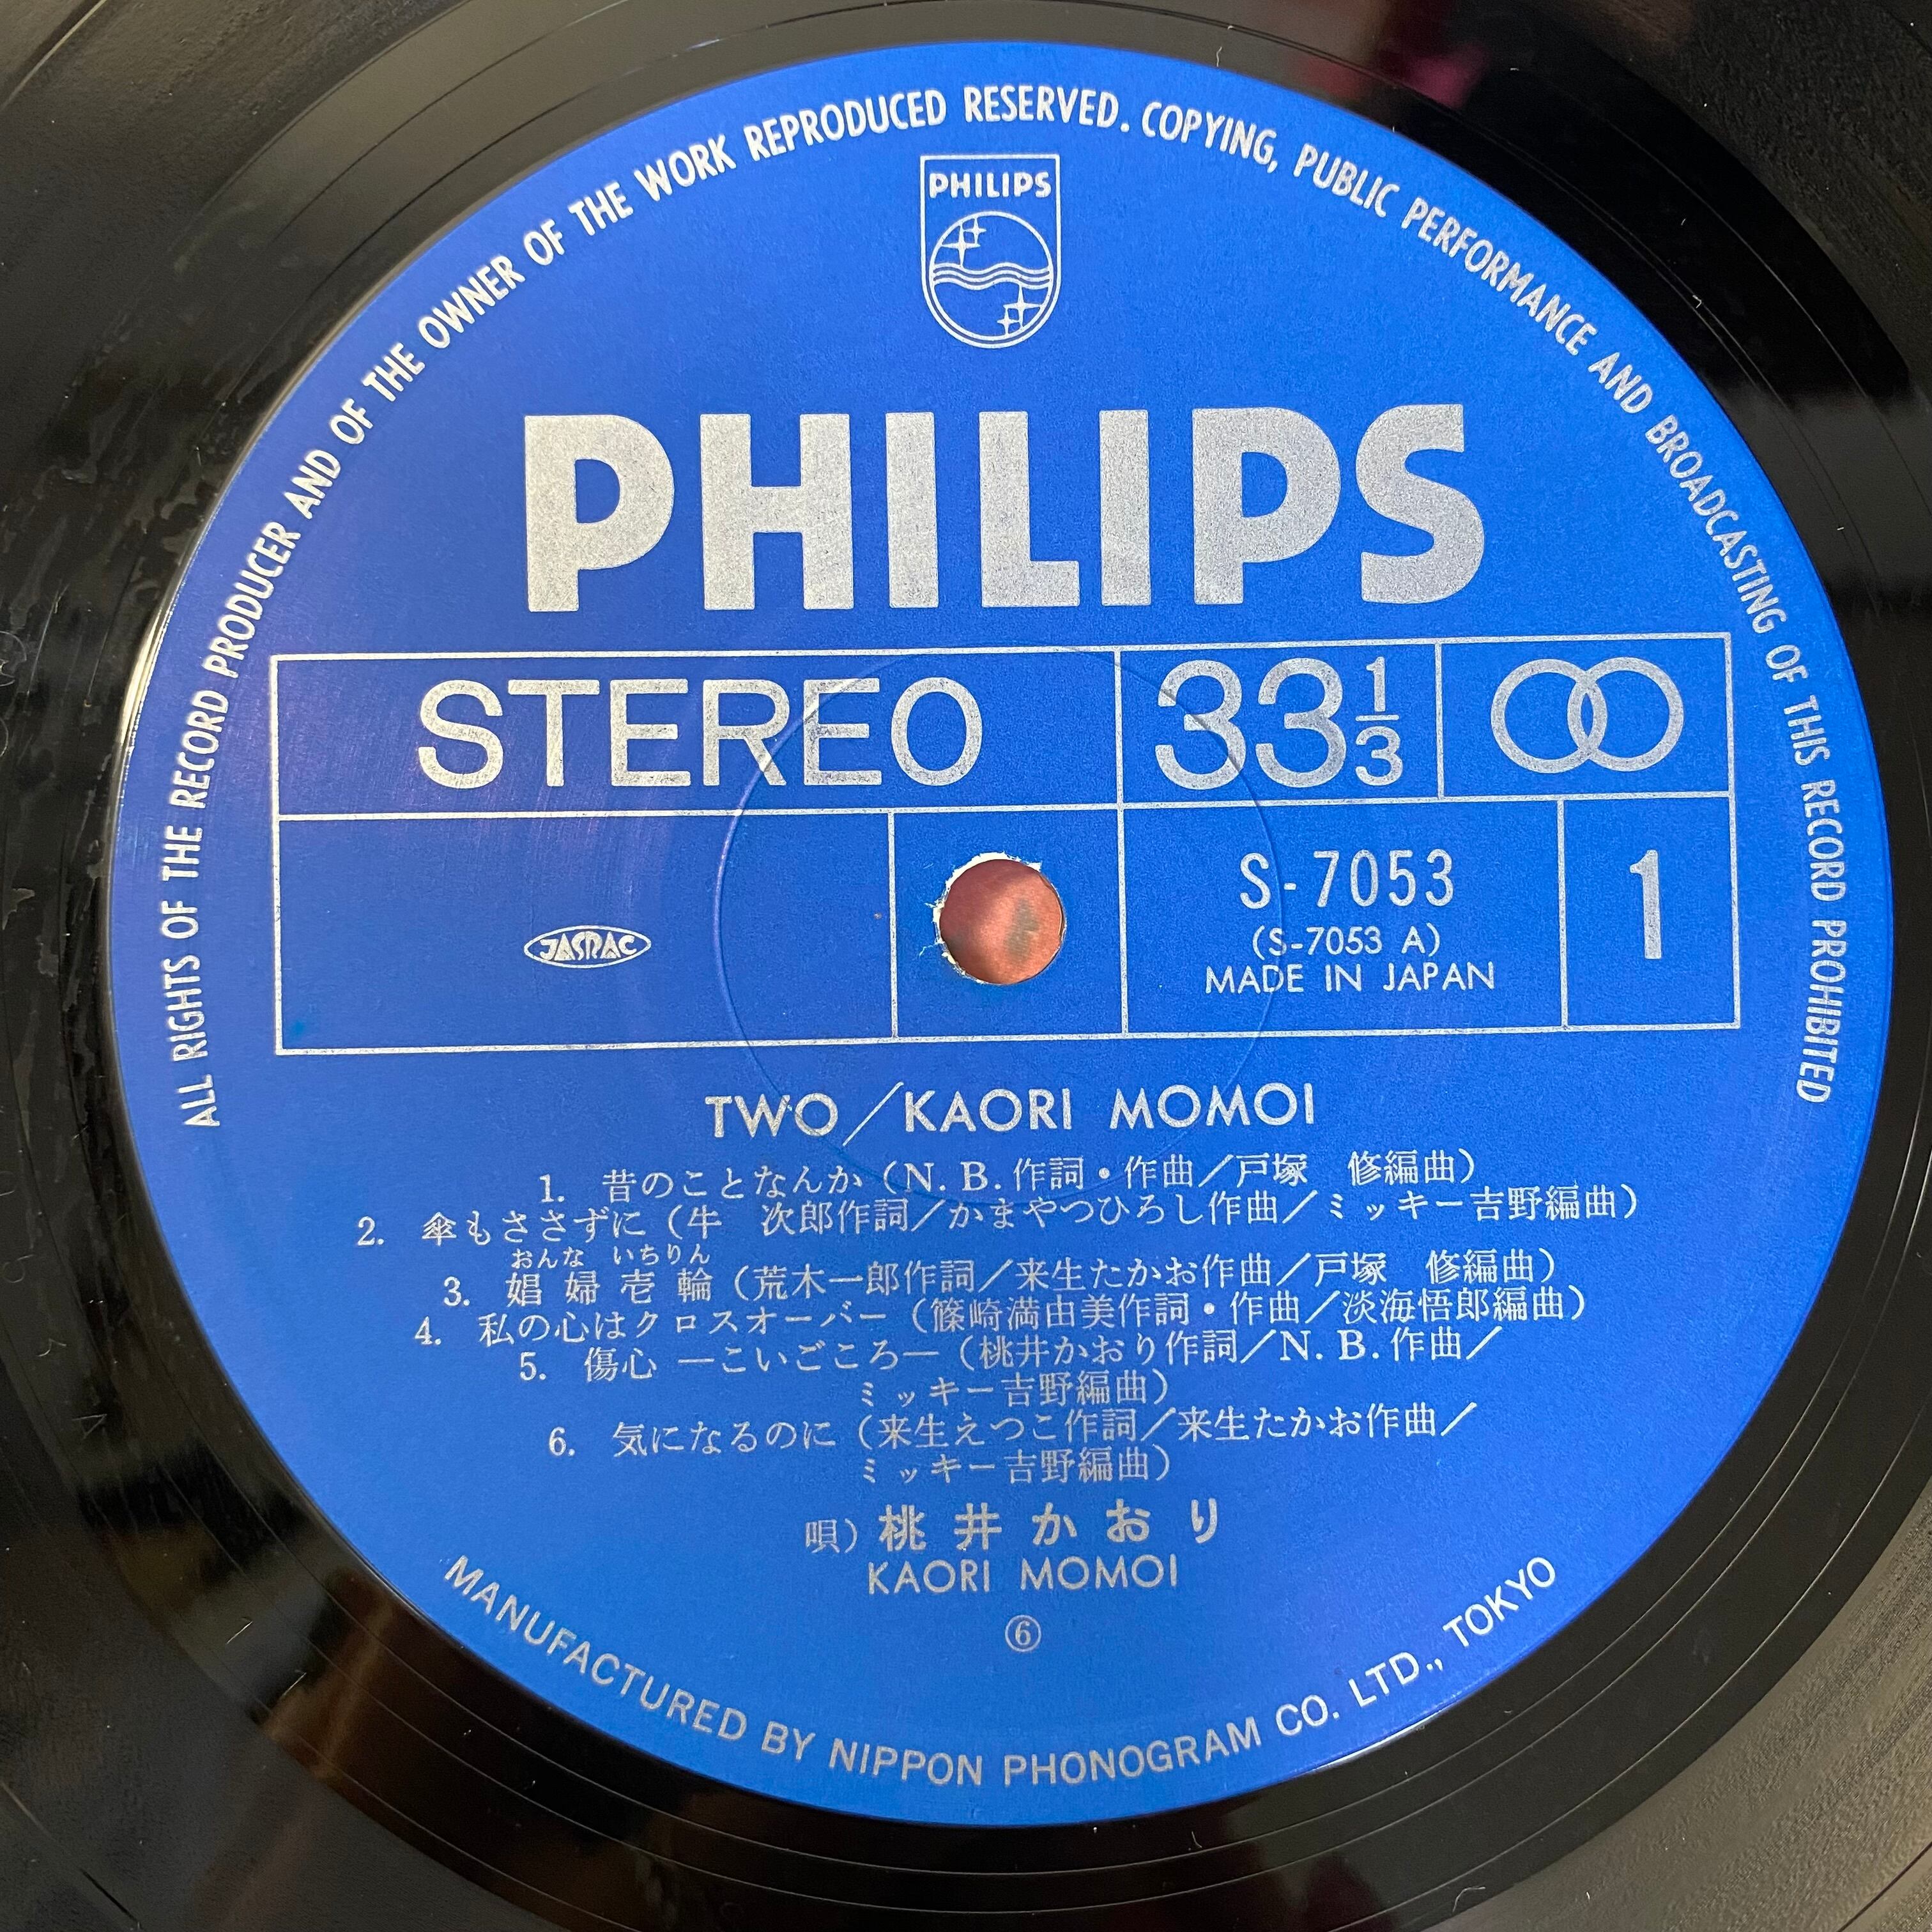 ALL RIGHTS OF THE RECORD PRODUCER AND OF THE OWNER OF THE WORK REPRODUCED RESERVED. COPYING, PUBLIC PERFORMANCE AND BROADCASTING OF THIS RECORD PROHIBITED
PHILIPS
PHILIPS
STEREO
33 1/3
JASRAC
S-7053
(S-7053 A)
MADE IN JAPAN
1
TWO/KAORI MOMOI
1. 昔のことなんか(N.B.作詞・作曲/戸塚 修編曲)
2. 傘もささずに(牛 次郎作詞/かまやつひろし作曲/ミッキー吉野編曲)
おんな いちりん
3. 娼婦壱輪(荒木一郎作詞/来生たかお作曲/戸塚 修編曲)
4. 私の心はクロスオーバー(篠崎満由美作詞・作曲/淡海悟郎編曲)
5. 傷心 —こいごころ—(桃井かおり作詞/N.B.作曲/
ミッキー吉野編曲)
6. 気になるのに(来生えつこ作詞/来生たかお作曲/
ミッキー吉野編曲)
唄) 桃井かおり
KAORI MOMOI
⑥
MANUFACTURED BY NIPPON PHONOGRAM CO. LTD., TOKYO